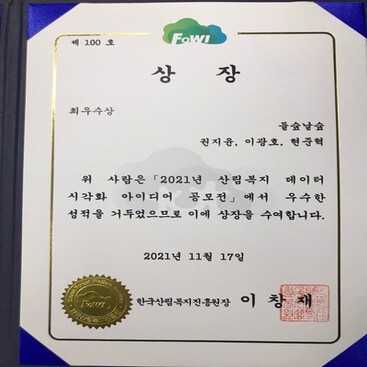 FoWI
제 100 호
상 장
최우수상
들숲날숲
권지윤, 이광호, 현준혁
위 사람은「2021년 산림복지 데이터
시각화 아이디어 공모전」에서 우수한
성적을 거두었으므로 이에 상장을 수여합니다.
2021년 11월 17일
한국산림복지진흥원장 이 창 재
FoWI